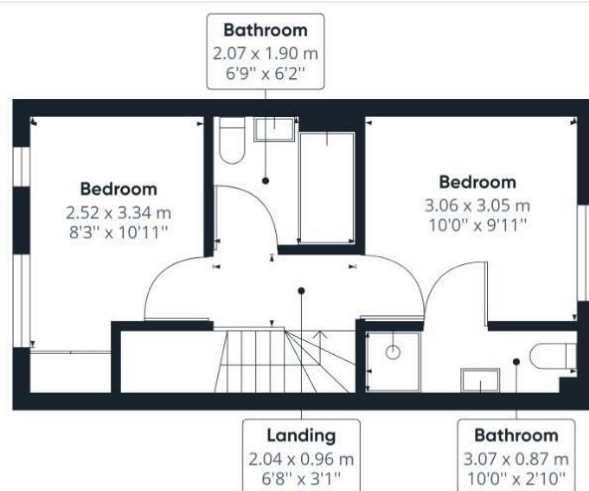 Bathroom
2.07 x 1.90 m
6'9" x 6'2"
Bedroom
2.52 x 3.34 m
8'3" x 10'11"
Bedroom
3.06 x 3.05 m
10'0" x 9'11"
Landing
2.04 x 0.96 m
6'8" x 3'1"
Bathroom
3.07 x 0.87 m
10'0" x 2'10"